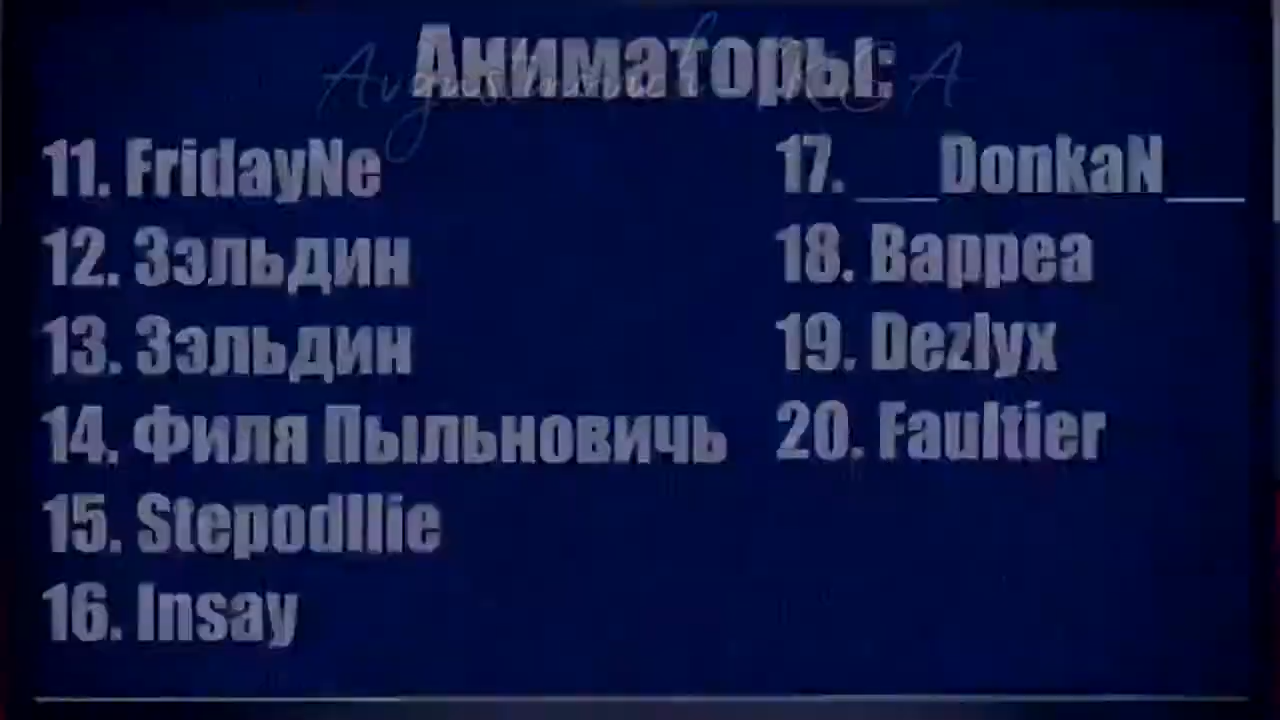 Аниматоры:
11. FridayNe
12. Зэльдин
13. Зэльдин
14. Филя Пыльновичь
15. Stepodllie
16. Insay
17. __DonkaN__
18. Bappea
19. Dezlyx
20. Faultier